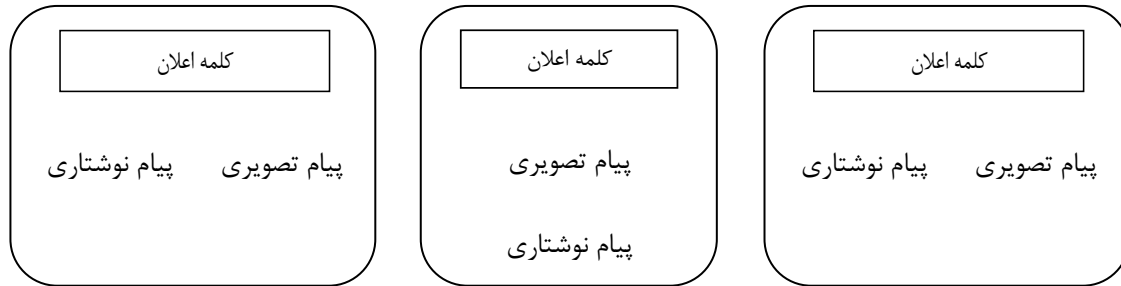 کلمه اعلان
پیام تصویری پیام نوشتاری
کلمه اعلان
پیام تصویری
پیام نوشتاری
کلمه اعلان
پیام تصویری پیام نوشتاری